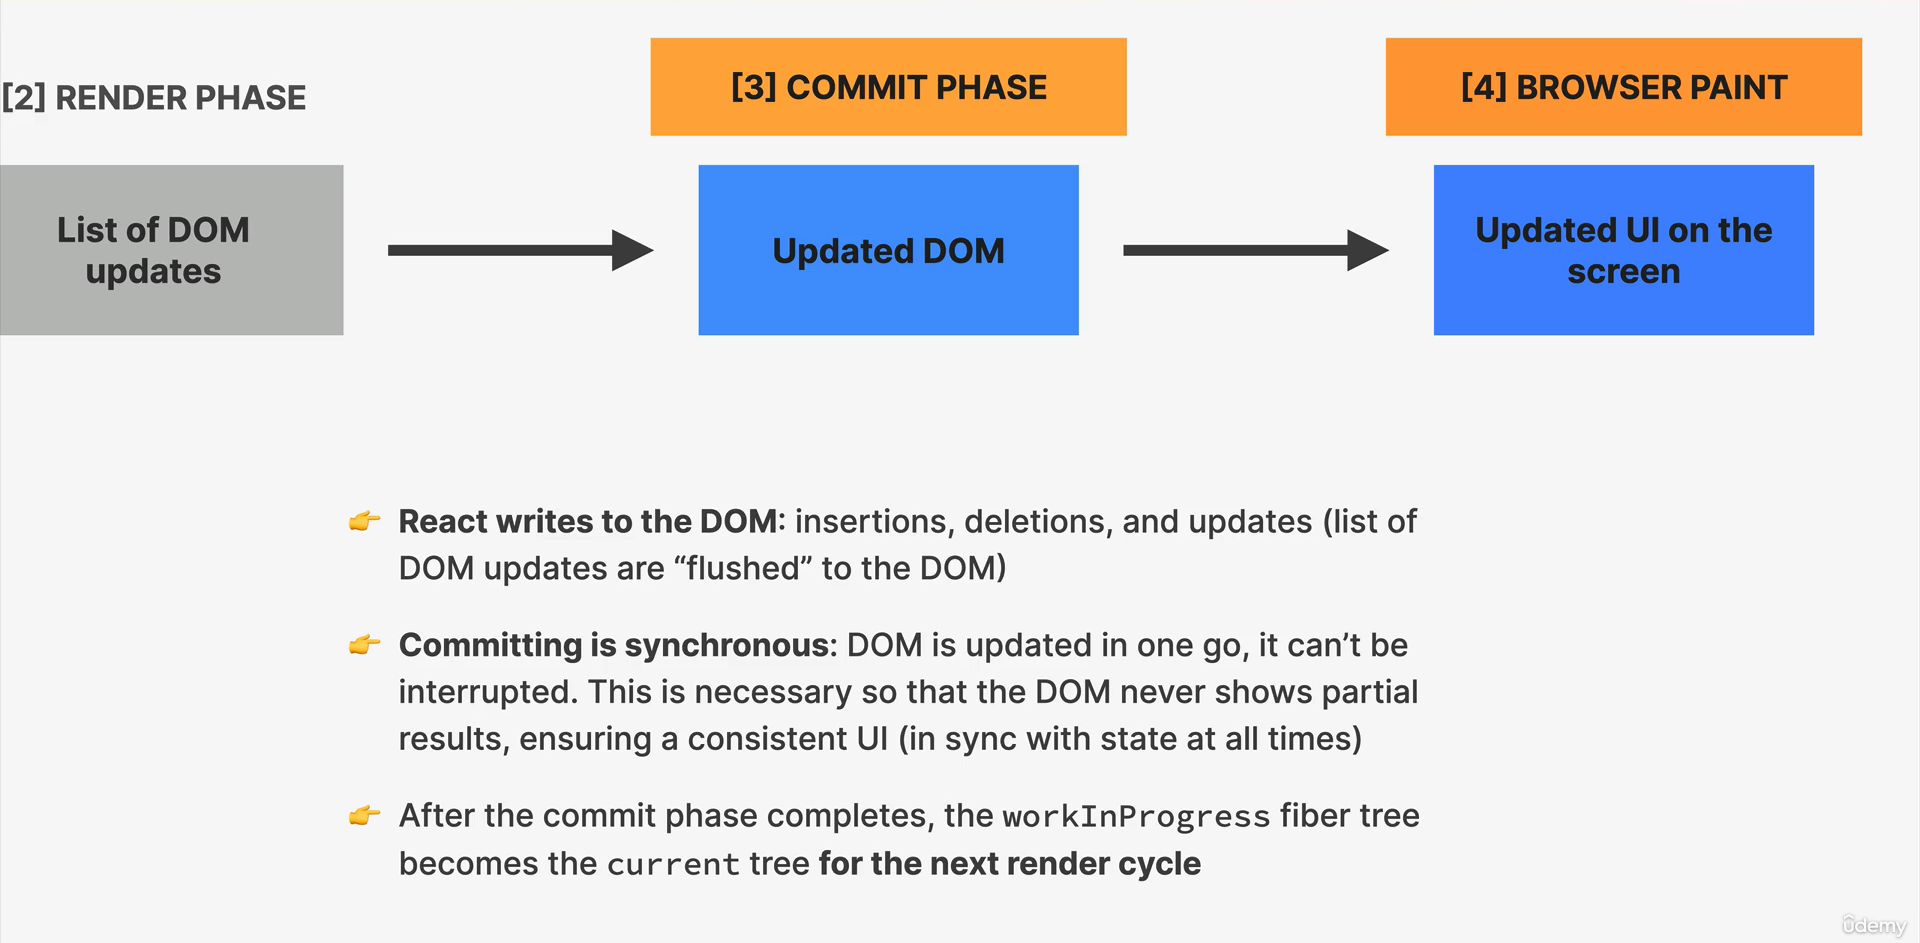 [2] RENDER PHASE
[3] COMMIT PHASE
[4] BROWSER PAINT
List of DOM
updates
Updated DOM
Updated UI on the
screen
👉 React writes to the DOM: insertions, deletions, and updates (list of
DOM updates are “flushed” to the DOM)
👉 Committing is synchronous: DOM is updated in one go, it can’t be
interrupted. This is necessary so that the DOM never shows partial
results, ensuring a consistent UI (in sync with state at all times)
👉 After the commit phase completes, the workInProgress fiber tree
becomes the current tree for the next render cycle
ûdemy